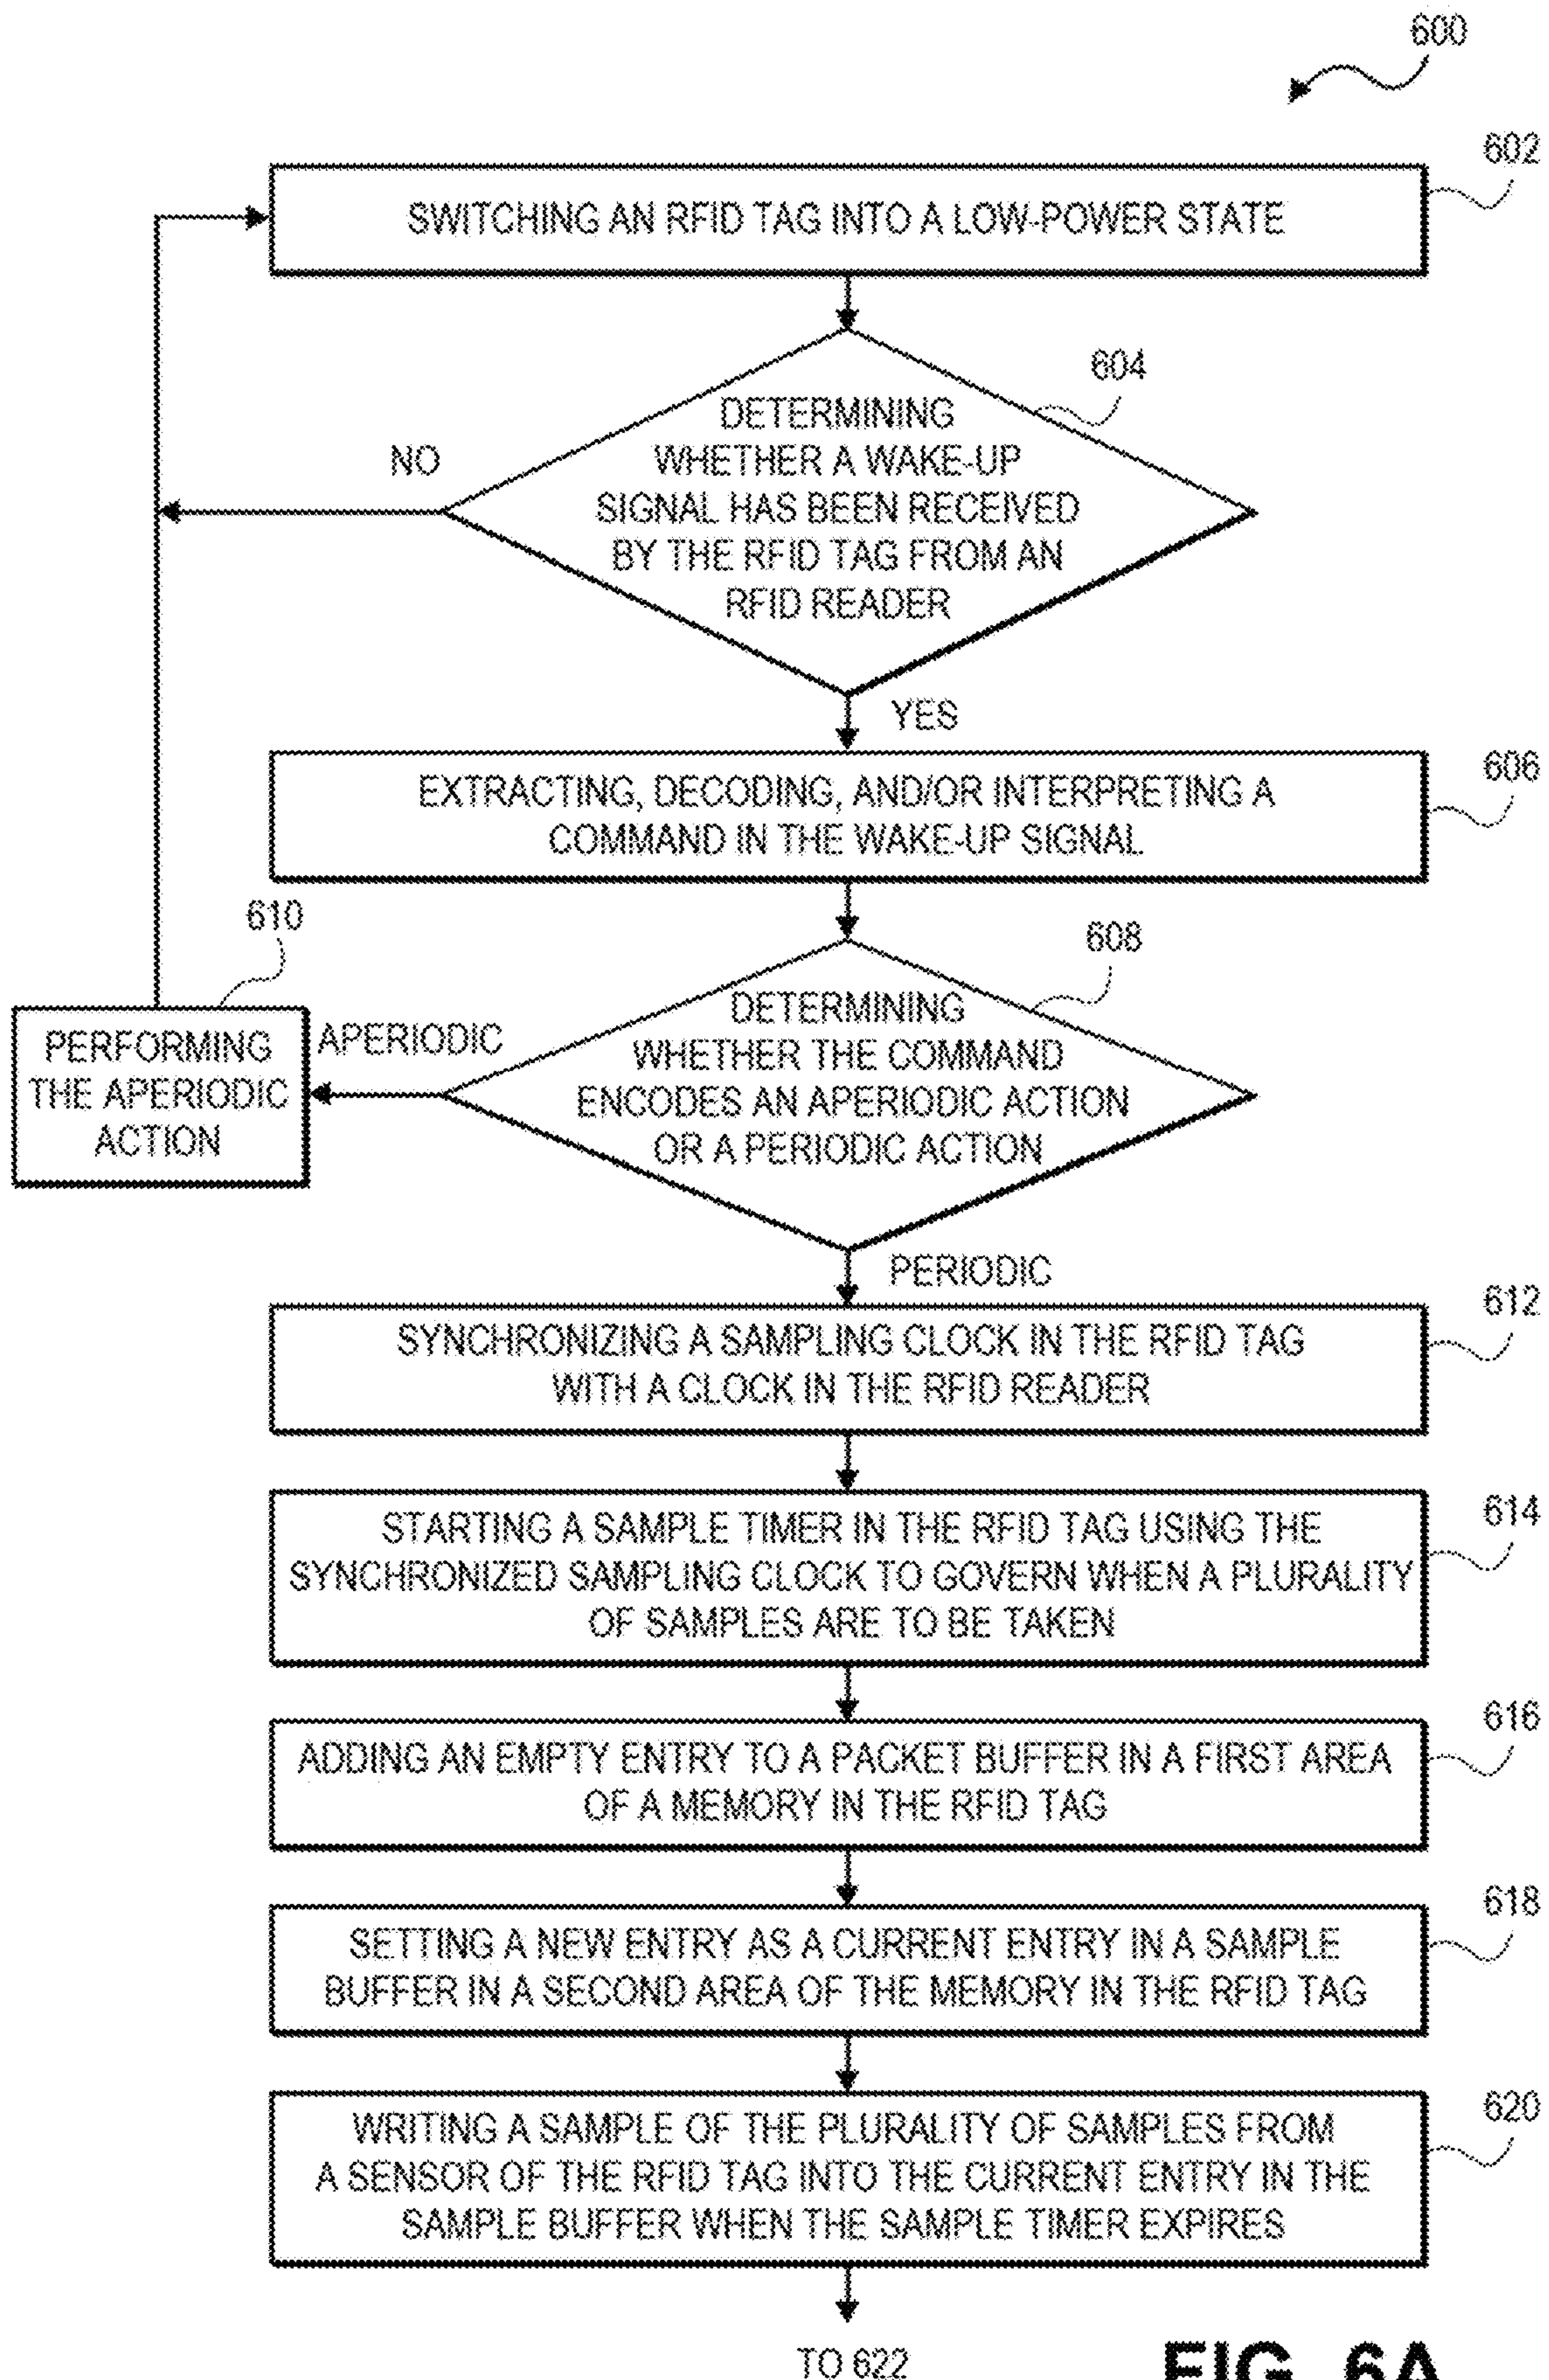 600
602
SWITCHING AN RFID TAG INTO A LOW-POWER STATE
604
DETERMINING
WHETHER A WAKE-UP
SIGNAL HAS BEEN RECEIVED
BY THE RFID TAG FROM AN
RFID READER
NO
YES
606
EXTRACTING, DECODING, AND/OR INTERPRETING A
COMMAND IN THE WAKE-UP SIGNAL
608
DETERMINING
WHETHER THE COMMAND
ENCODES AN APERIODIC ACTION
OR A PERIODIC ACTION
APERIODIC
610
PERFORMING
THE APERIODIC
ACTION
PERIODIC
612
SYNCHRONIZING A SAMPLING CLOCK IN THE RFID TAG
WITH A CLOCK IN THE RFID READER
614
STARTING A SAMPLE TIMER IN THE RFID TAG USING THE
SYNCHRONIZED SAMPLING CLOCK TO GOVERN WHEN A PLURALITY
OF SAMPLES ARE TO BE TAKEN
616
ADDING AN EMPTY ENTRY TO A PACKET BUFFER IN A FIRST AREA
OF A MEMORY IN THE RFID TAG
618
SETTING A NEW ENTRY AS A CURRENT ENTRY IN A SAMPLE
BUFFER IN A SECOND AREA OF THE MEMORY IN THE RFID TAG
620
WRITING A SAMPLE OF THE PLURALITY OF SAMPLES FROM
A SENSOR OF THE RFID TAG INTO THE CURRENT ENTRY IN THE
SAMPLE BUFFER WHEN THE SAMPLE TIMER EXPIRES
TO 622
FIG. 6A